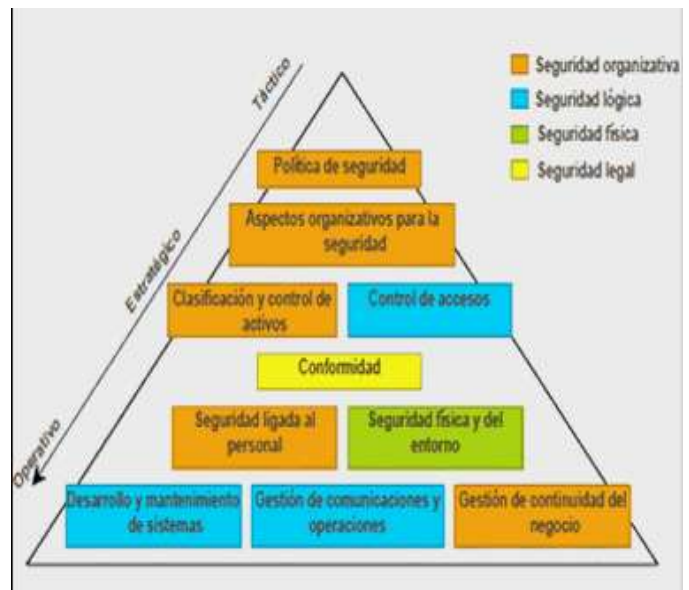 Táctico
Estratégico
Operativo
Seguridad organizativa
Seguridad lógica
Seguridad física
Seguridad legal
Política de seguridad
Aspectos organizativos para la
seguridad
Clasificación y control de
activos
Control de accesos
Conformidad
Seguridad ligada al
personal
Seguridad física y del
entorno
Desarrollo y mantenimiento
de sistemas
Gestión de comunicaciones y
operaciones
Gestión de continuidad del
negocio